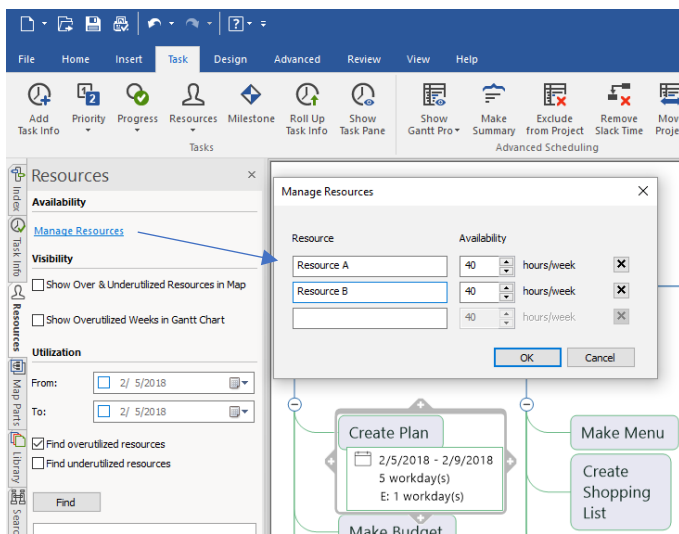 File Home Insert Task Design Advanced Review View Help
Add Task Info
Priority
Progress
Resources
Milestone
Roll Up Task Info
Show Task Pane
Show Gantt Pro
Make Summary
Exclude from Project
Remove Slack Time
Tasks
Advanced Scheduling
Index
Task Info
Resources
Map Parts
Library
Resources
Availability
Manage Resources
Visibility
Show Over & Underutilized Resources in Map
Show Overutilized Weeks in Gantt Chart
Utilization
From: 2/ 5/2018
To: 2/ 5/2018
Find overutilized resources
Find underutilized resources
Find
Manage Resources
Resource Availability
Resource A 40 hours/week
Resource B 40 hours/week
40 hours/week
OK Cancel
Create Plan
2/5/2018 - 2/9/2018
5 workday(s)
E: 1 workday(s)
Make Budget
Make Menu
Create
Shopping
List